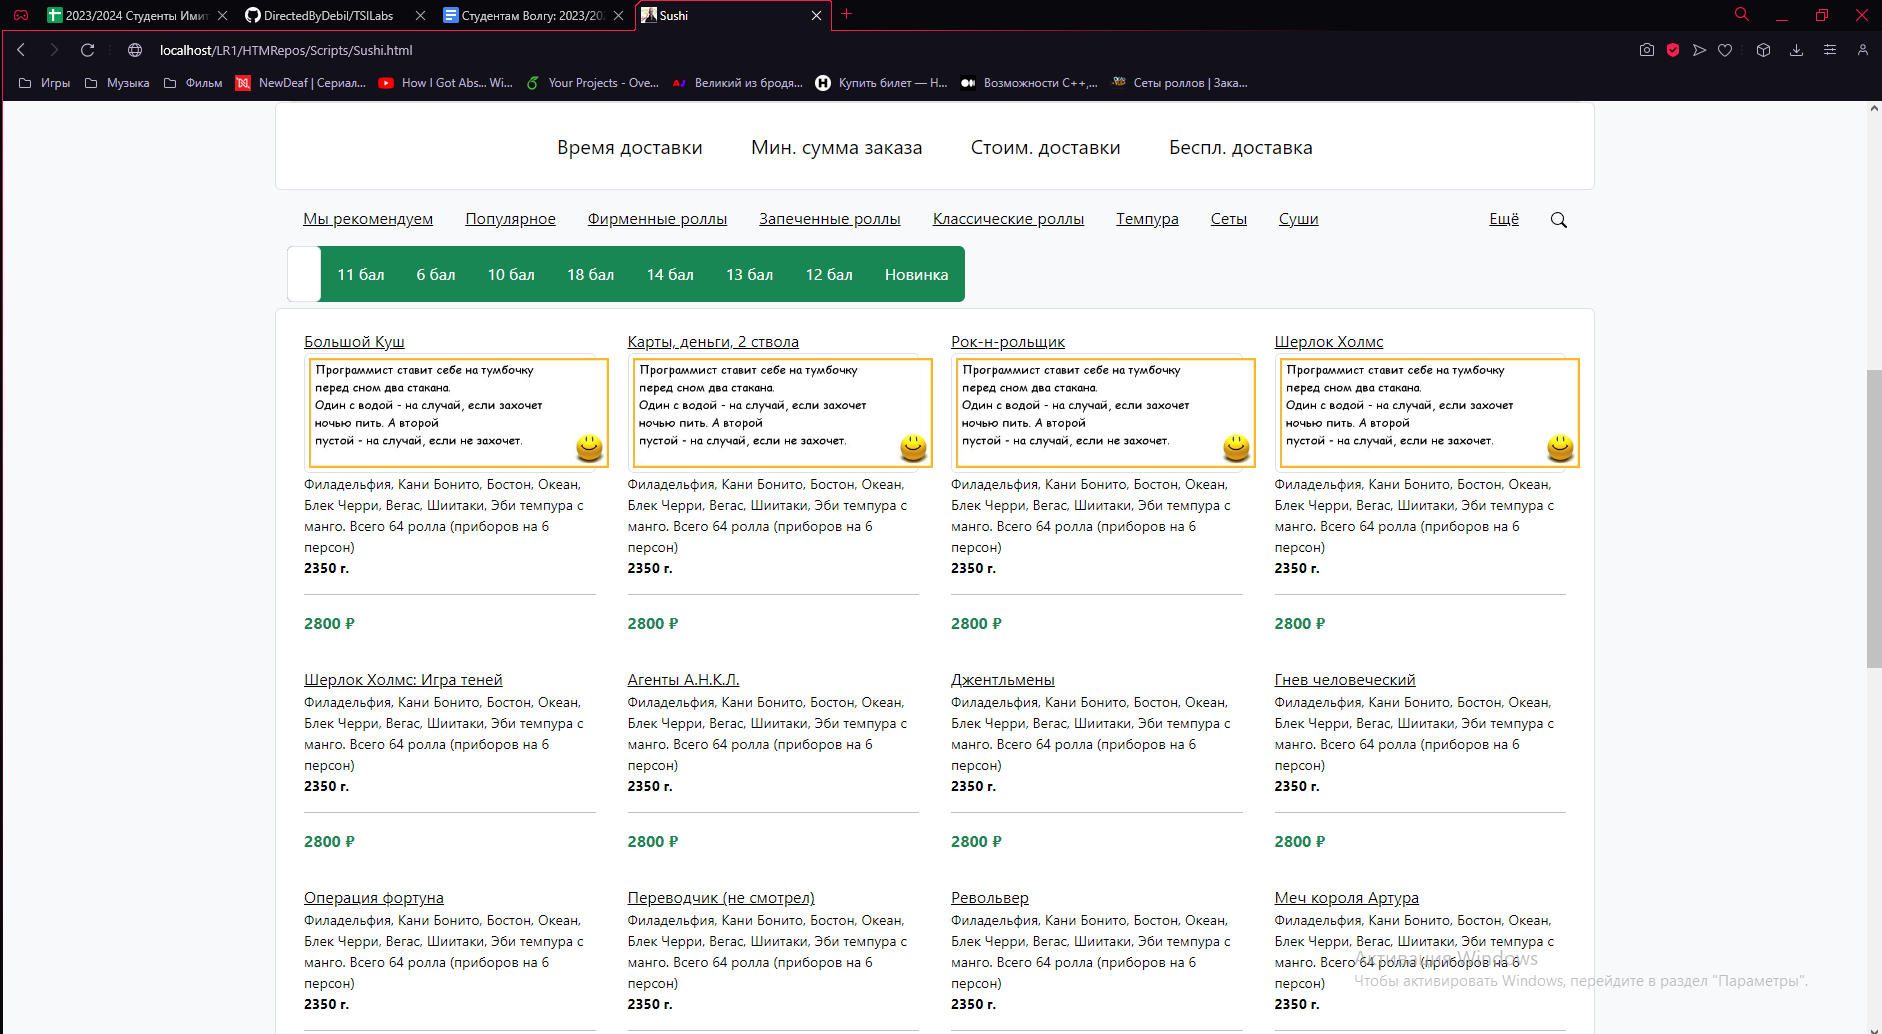 2023/2024 Студенты Имит
DirectedByDebil/TSILabs
Студентам Волгу: 2023/202
Sushi
localhost/LR1/HTMRepos/Scripts/Sushi.html
Игры
Музыка
Фильм
NewDeaf | Сериал...
How I Got Abs... Wi...
Your Projects - Ove...
Великий из бродя...
Купить билет — H...
Возможности C++,...
Сеты роллов | Зака...
Время доставки Мин. сумма заказа Стоим. доставки Беспл. доставка
Мы рекомендуем Популярное Фирменные роллы Запеченные роллы Классические роллы Темпура Сеты Суши Ещё
11 бал 6 бал 10 бал 18 бал 14 бал 13 бал 12 бал Новинка
Большой Куш
Программист ставит себе на тумбочку
перед сном два стакана.
Один с водой - на случай, если захочет
ночью пить. А второй
пустой - на случай, если не захочет.
Филадельфия, Кани Бонито, Бостон, Океан,
Блек Черри, Вегас, Шиитаки, Эби темпура с
манго. Всего 64 ролла (приборов на 6
персон)
2350 г.
2800 ₽
Карты, деньги, 2 ствола
Программист ставит себе на тумбочку
перед сном два стакана.
Один с водой - на случай, если захочет
ночью пить. А второй
пустой - на случай, если не захочет.
Филадельфия, Кани Бонито, Бостон, Океан,
Блек Черри, Вегас, Шиитаки, Эби темпура с
манго. Всего 64 ролла (приборов на 6
персон)
2350 г.
2800 ₽
Рок-н-рольщик
Программист ставит себе на тумбочку
перед сном два стакана.
Один с водой - на случай, если захочет
ночью пить. А второй
пустой - на случай, если не захочет.
Филадельфия, Кани Бонито, Бостон, Океан,
Блек Черри, Вегас, Шиитаки, Эби темпура с
манго. Всего 64 ролла (приборов на 6
персон)
2350 г.
2800 ₽
Шерлок Холмс
Программист ставит себе на тумбочку
перед сном два стакана.
Один с водой - на случай, если захочет
ночью пить. А второй
пустой - на случай, если не захочет.
Филадельфия, Кани Бонито, Бостон, Океан,
Блек Черри, Вегас, Шиитаки, Эби темпура с
манго. Всего 64 ролла (приборов на 6
персон)
2350 г.
2800 ₽
Шерлок Холмс: Игра теней
Филадельфия, Кани Бонито, Бостон, Океан,
Блек Черри, Вегас, Шиитаки, Эби темпура с
манго. Всего 64 ролла (приборов на 6
персон)
2350 г.
2800 ₽
Агенты А.Н.К.Л.
Филадельфия, Кани Бонито, Бостон, Океан,
Блек Черри, Вегас, Шиитаки, Эби темпура с
манго. Всего 64 ролла (приборов на 6
персон)
2350 г.
2800 ₽
Джентльмены
Филадельфия, Кани Бонито, Бостон, Океан,
Блек Черри, Вегас, Шиитаки, Эби темпура с
манго. Всего 64 ролла (приборов на 6
персон)
2350 г.
2800 ₽
Гнев человеческий
Филадельфия, Кани Бонито, Бостон, Океан,
Блек Черри, Вегас, Шиитаки, Эби темпура с
манго. Всего 64 ролла (приборов на 6
персон)
2350 г.
2800 ₽
Операция фортуна
Филадельфия, Кани Бонито, Бостон, Океан,
Блек Черри, Вегас, Шиитаки, Эби темпура с
манго. Всего 64 ролла (приборов на 6
персон)
2350 г.
Переводчик (не смотрел)
Филадельфия, Кани Бонито, Бостон, Океан,
Блек Черри, Вегас, Шиитаки, Эби темпура с
манго. Всего 64 ролла (приборов на 6
персон)
2350 г.
Револьвер
Филадельфия, Кани Бонито, Бостон, Океан,
Блек Черри, Вегас, Шиитаки, Эби темпура с
манго. Всего 64 ролла (приборов на 6
персон)
2350 г.
Меч короля Артура
Филадельфия, Кани Бонито, Бостон, Океан,
Блек Черри, Вегас, Шиитаки, Эби темпура с
манго. Всего 64 ролла (приборов на 6
персон)
2350 г.
Активация Windows
Чтобы активировать Windows, перейдите в раздел "Параметры".